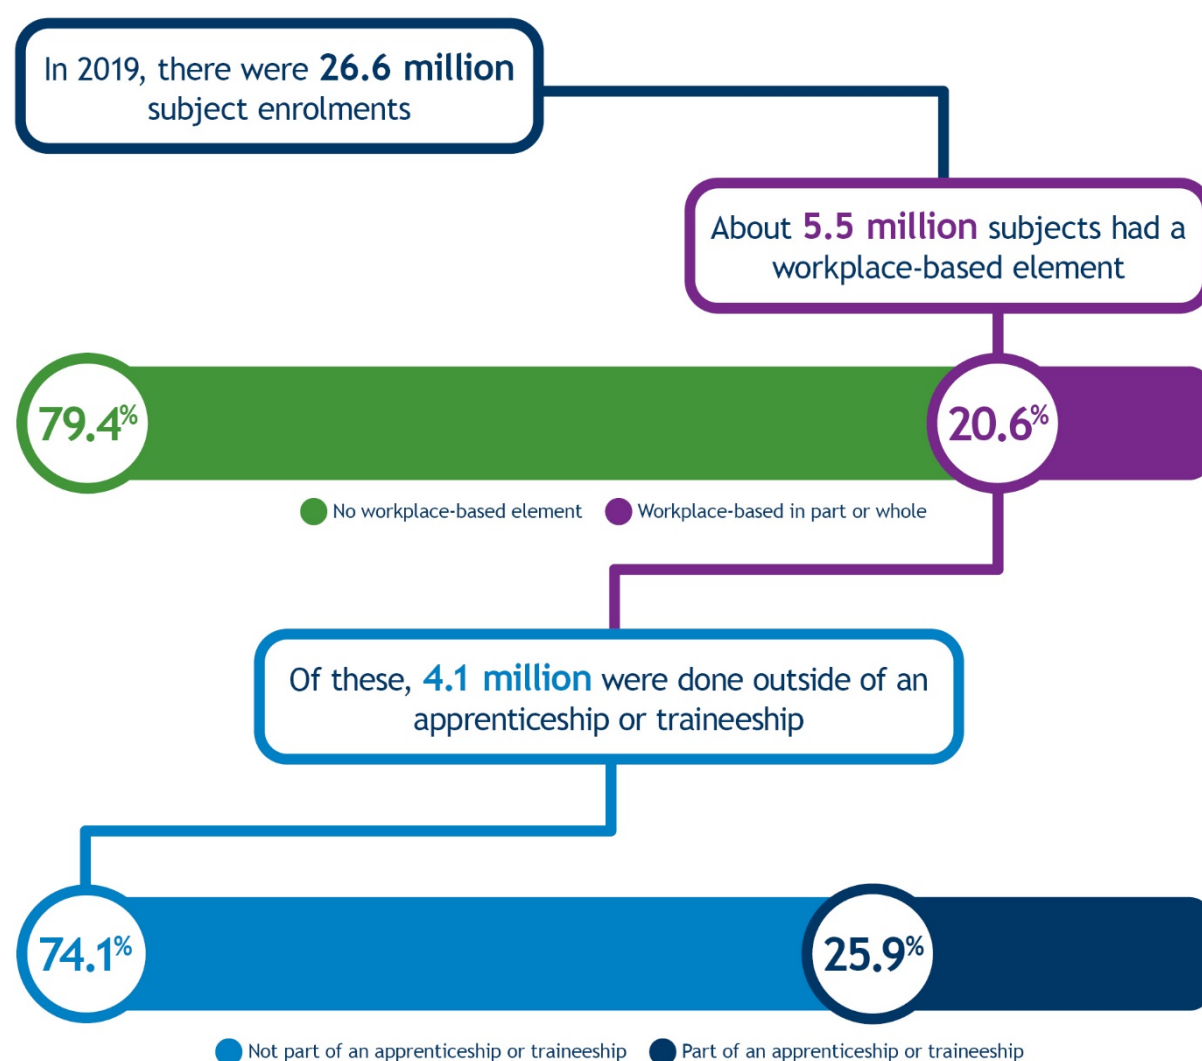 In 2019, there were 26.6 million
subject enrolments
About 5.5 million subjects had a
workplace-based element
79.4%
20.6%
No workplace-based element
Workplace-based in part or whole
Of these, 4.1 million were done outside of an
apprenticeship or traineeship
74.1%
25.9%
Not part of an apprenticeship or traineeship
Part of an apprenticeship or traineeship